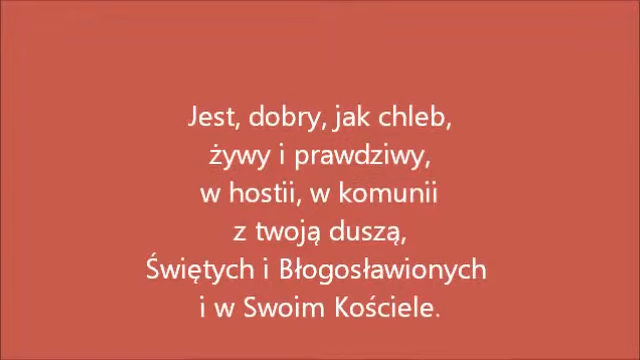 Jest, dobry, jak chleb,
żywy i prawdziwy,
w hostii, w komunii
z twoją duszą,
Świętych i Błogosławionych
i w Swoim Kościele.